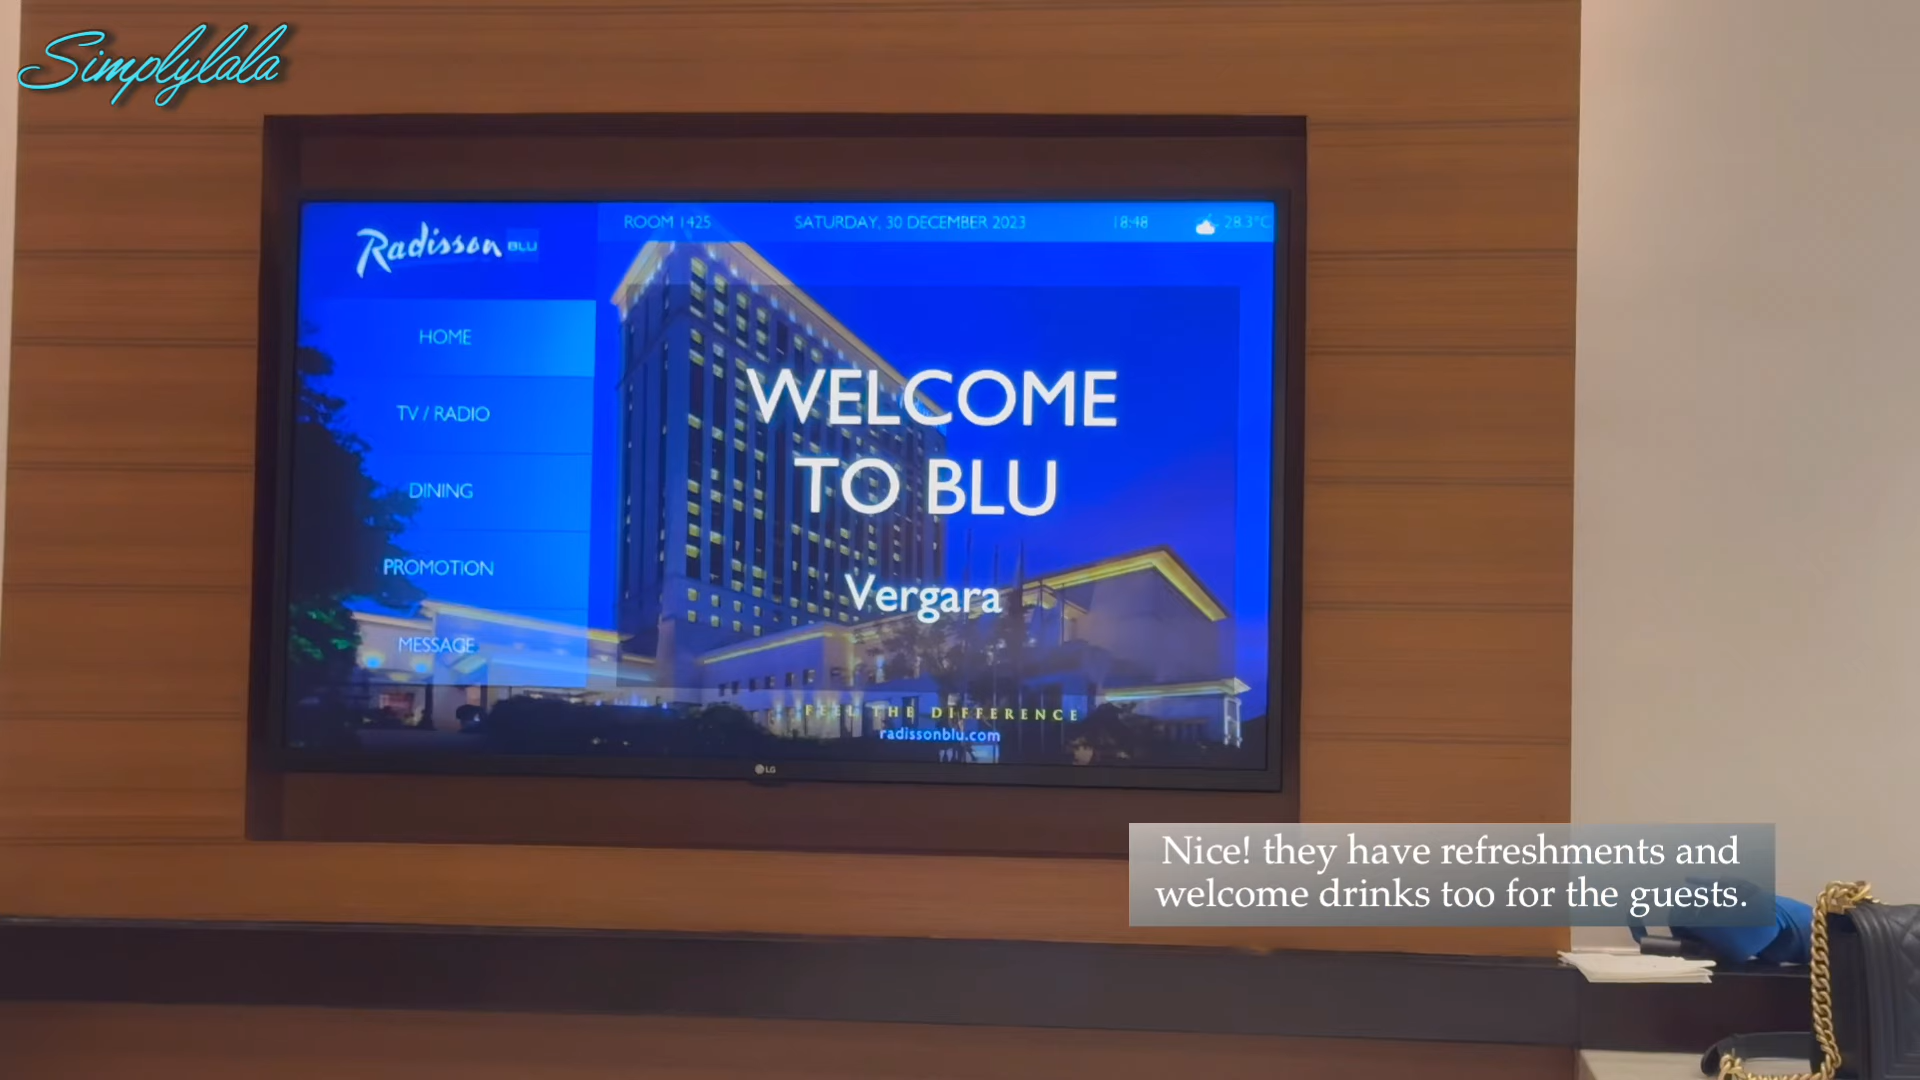 Simplylala
Radisson BLU
ROOM 1425 SATURDAY, 30 DECEMBER 2023 18:48 28.3°C
HOME
TV / RADIO
DINING
PROMOTION
MESSAGE
WELCOME
TO BLU
Vergara
FEEL THE DIFFERENCE
radissonblu.com
LG
Nice! they have refreshments and
welcome drinks too for the guests.